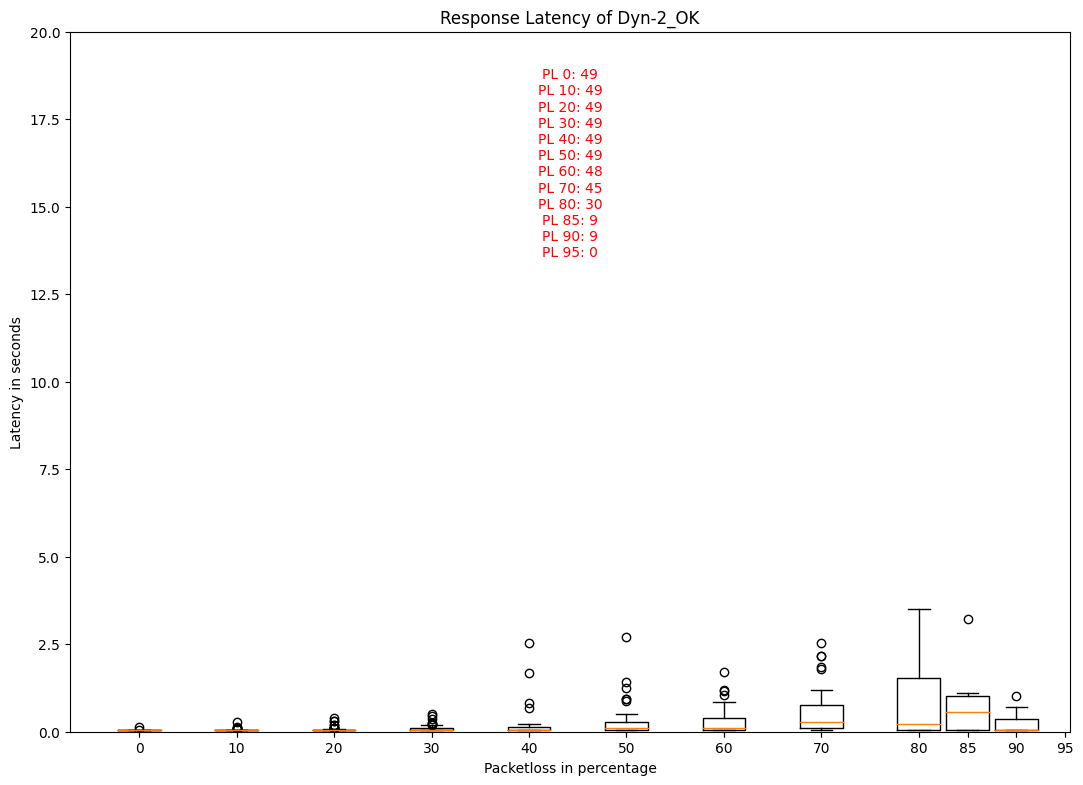 Response Latency of Dyn-2_OK
20.0
17.5
15.0
12.5
10.0
7.5
5.0
2.5
0.0
Latency in seconds
PL 0: 49
PL 10: 49
PL 20: 49
PL 30: 49
PL 40: 49
PL 50: 49
PL 60: 48
PL 70: 45
PL 80: 30
PL 85: 9
PL 90: 9
PL 95: 0
0 10 20 30 40 50 60 70 80 85 90 95
Packetloss in percentage